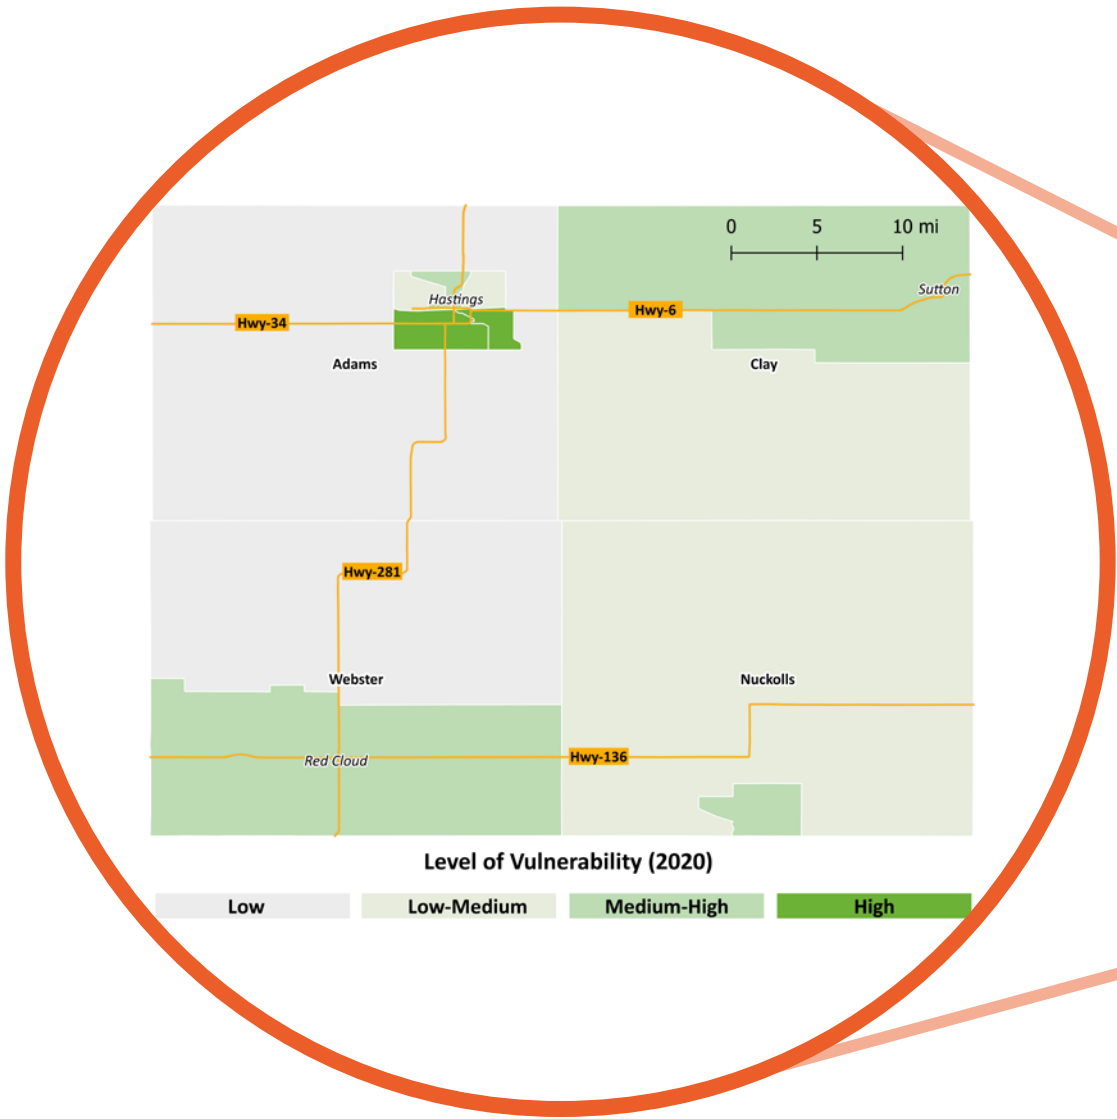 0 5 10 mi
Sutton
Hastings
Hwy-6
Hwy-34
Adams
Clay
Hwy-281
Webster
Nuckolls
Hwy-136
Red Cloud
Level of Vulnerability (2020)
Low
Low-Medium
Medium-High
High